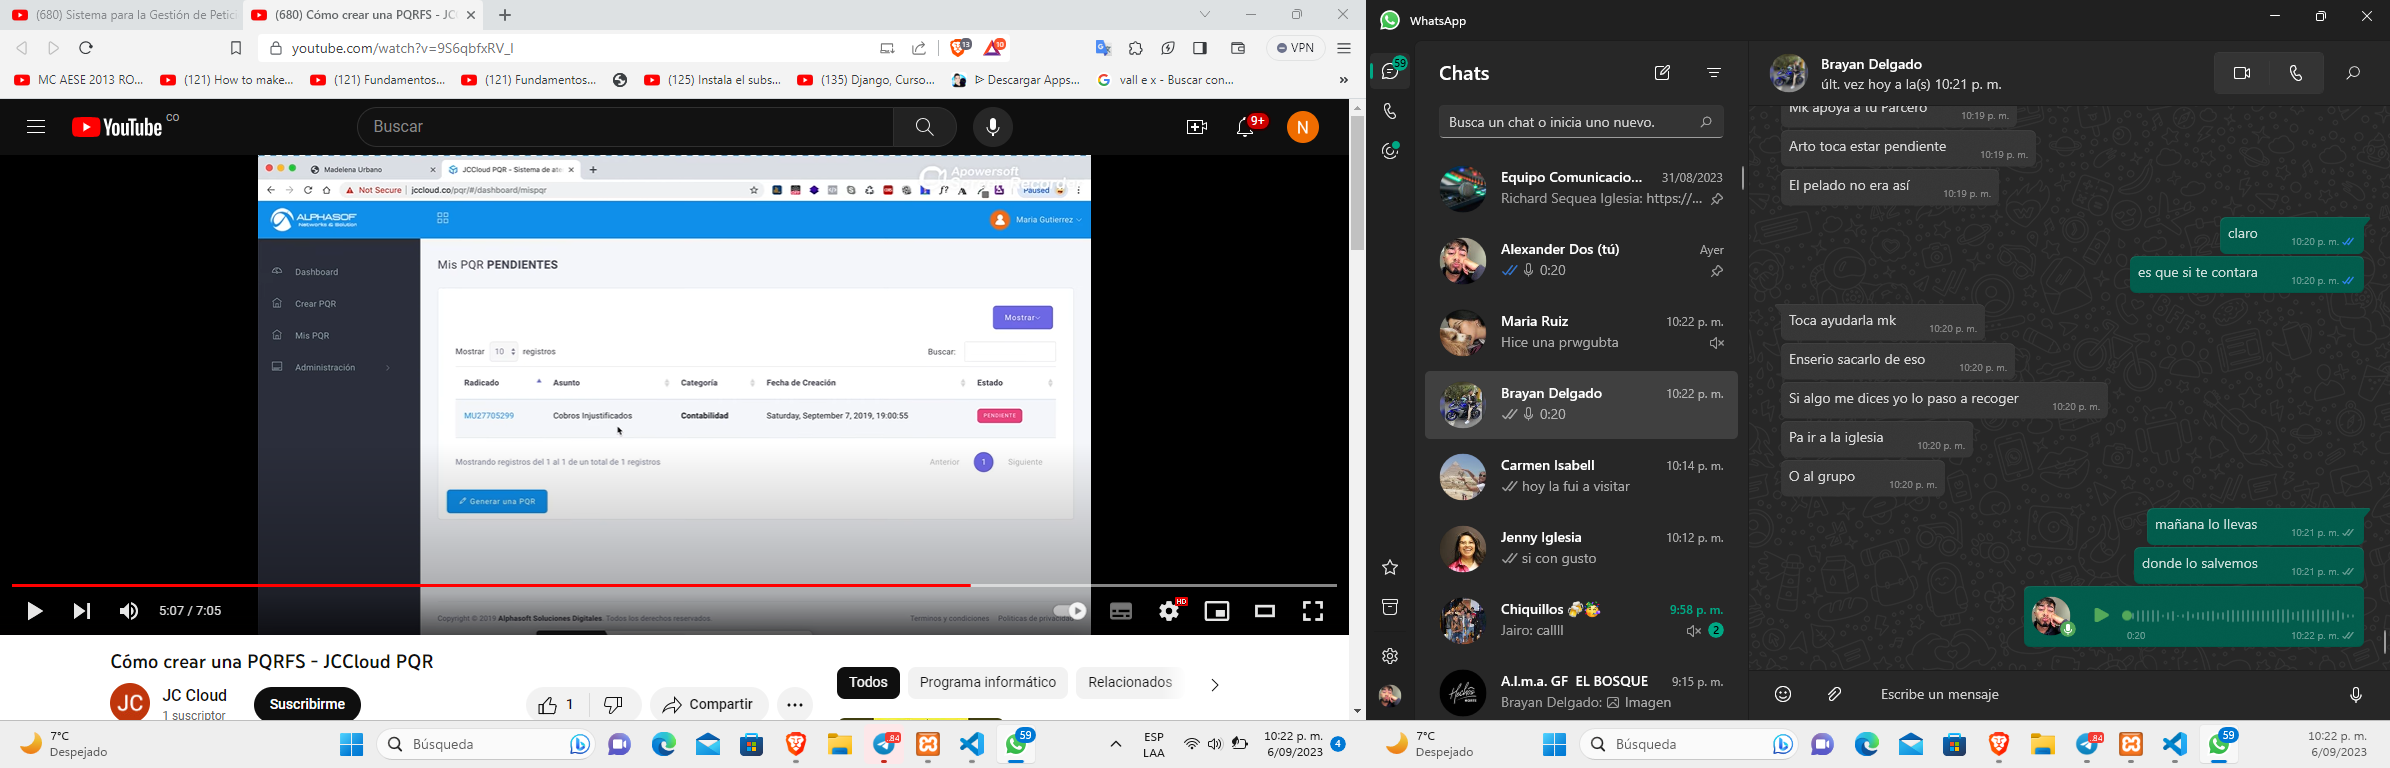 (680) Sistema para la Gestión de Petici
(680) Cómo crear una PQRFS - JC
youtube.com/watch?v=9S6qbfxRV_I
13
10
VPN
MC AESE 2013 RO...
(121) How to make...
(121) Fundamentos...
(121) Fundamentos...
(125) Instala el subs...
(135) Django, Curso...
ᐅ Descargar Apps...
vall e x - Buscar con...
»
YouTube CO
Buscar
9+
N
Madelena Urbano
JCCloud PQR - Sistema de ate
Apowersoft
Not Secure | jccloud.co/pqr/#/dashboard/mispqr
Paused
ALPHASOF
Networks & Solution
Maria Gutierrez
Dashboard
Crear PQR
Mis PQR
Administración
Mis PQR PENDIENTES
Mostrar
Mostrar 10 registros
Buscar:
Radicado Asunto Categoría Fecha de Creación Estado
MU27705299 Cobros Injustificados Contabilidad Saturday, September 7, 2019, 19:00:55 PENDIENTE
Mostrando registros del 1 al 1 de un total de 1 registros
Anterior 1 Siguiente
Generar una PQR
Copyright © 2019 Alphasoft Soluciones Digitales. Todos los derechos reservados.
Terminos y condiciones Políticas de privacidad
5:07 / 7:05
HD
Cómo crear una PQRFS - JCCloud PQR
JC
JC Cloud
1 suscriptor
Suscribirme
1
Compartir
Todos
Programa informático
Relacionados
7°C
Despejado
Búsqueda
84
59
ESP
LAA
10:22 p. m.
6/09/2023
4
WhatsApp
59
Chats
Busca un chat o inicia uno nuevo.
Equipo Comunicacio... 31/08/2023
Richard Sequea Iglesia: https://...
Alexander Dos (tú) Ayer
0:20
Maria Ruiz 10:22 p. m.
Hice una prwgubta
Brayan Delgado 10:22 p. m.
0:20
Carmen Isabell 10:14 p. m.
hoy la fui a visitar
Jenny Iglesia 10:12 p. m.
si con gusto
Chiquillos 9:58 p. m.
Jairo: callll 2
A.l.m.a. GF EL BOSQUE 9:15 p. m.
Brayan Delgado: Imagen
Brayan Delgado
últ. vez hoy a la(s) 10:21 p. m.
Mk apoya a tu Parcero 10:19 p. m.
Arto toca estar pendiente 10:19 p. m.
El pelado no era así 10:19 p. m.
claro 10:20 p. m.
es que si te contara 10:20 p. m.
Toca ayudarla mk 10:20 p. m.
Enserio sacarlo de eso 10:20 p. m.
Si algo me dices yo lo paso a recoger 10:20 p. m.
Pa ir a la iglesia 10:20 p. m.
O al grupo 10:20 p. m.
mañana lo llevas 10:21 p. m.
donde lo salvemos 10:21 p. m.
0:20 10:22 p. m.
Escribe un mensaje
7°C
Despejado
Búsqueda
84
59
10:22 p. m.
6/09/2023